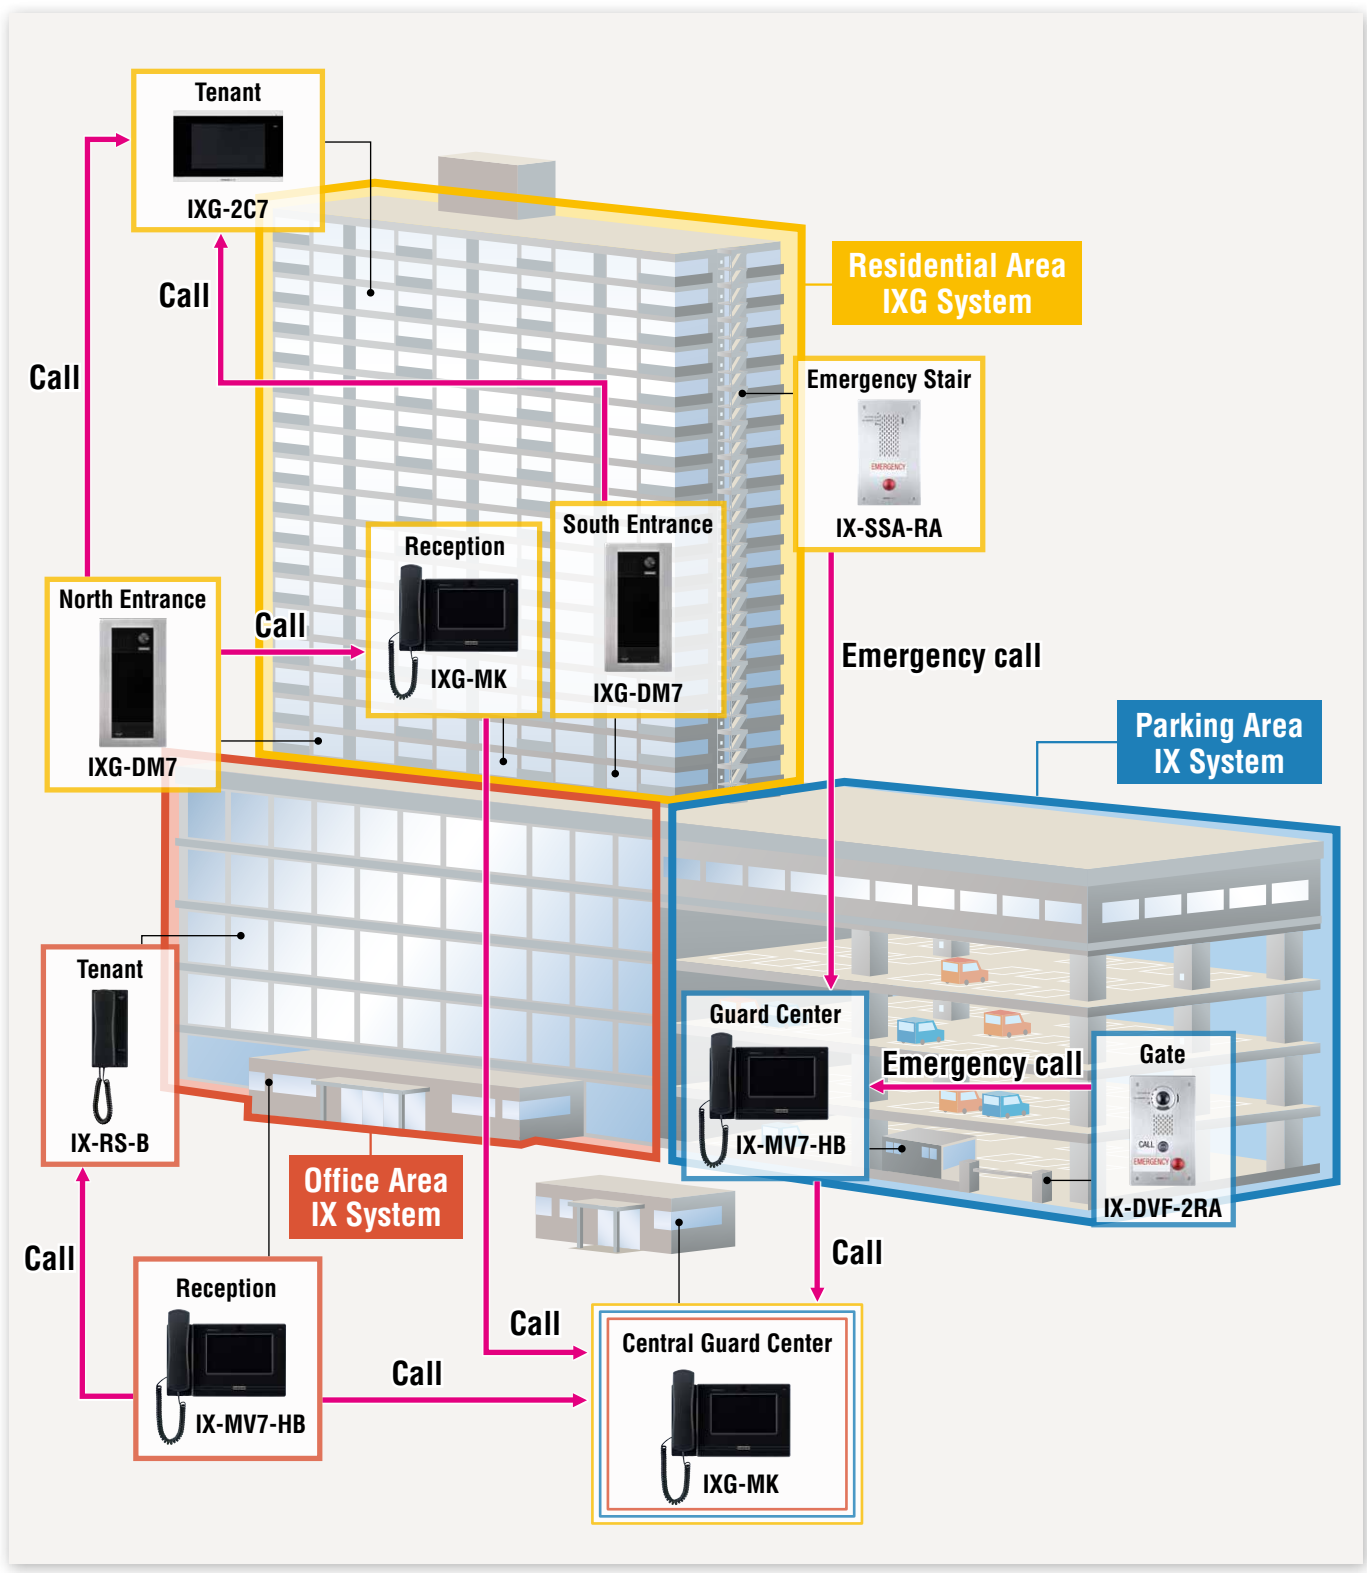 Tenant
IXG-2C7
Call
Call
Residential Area
IXG System
Emergency Stair
EMERGENCY
IX-SSA-RA
South Entrance
IXG-DM7
Reception
IXG-MK
North Entrance
IXG-DM7
Call
Emergency call
Parking Area
IX System
Tenant
IX-RS-B
Guard Center
IX-MV7-HB
Emergency call
Gate
CALL
EMERGENCY
IX-DVF-2RA
Office Area
IX System
Call
Call
Reception
IX-MV7-HB
Call
Call
Central Guard Center
IXG-MK